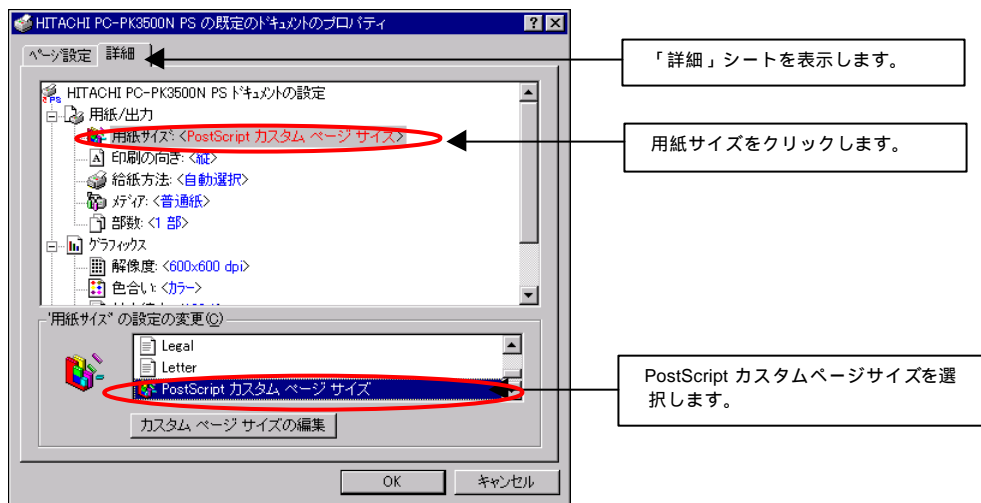 HITACHI PC-PK3500N PS の既定のﾄﾞｷｭﾒﾝﾄのﾌﾟﾛﾊﾟﾃｨ
ﾍﾟｰｼﾞ設定 詳細
「詳細」シートを表示します。
HITACHI PC-PK3500N PS ﾄﾞｷｭﾒﾝﾄの設定
用紙/出力
用紙ｻｲｽﾞ: <PostScript カスタム ページ サイズ>
用紙サイズをクリックします。
印刷の向き: <縦>
給紙方法: <自動選択>
ﾒﾃﾞｨｱ: <普通紙>
部数: <1 部>
ｸﾞﾗﾌｨｯｸｽ
解像度: <600x600 dpi>
色合い: <ｶﾗｰ>
'用紙ｻｲｽﾞ' の設定の変更(C)
Legal
Letter
PostScript カスタム ページ サイズ
PostScript カスタムページサイズを選
択します。
カスタム ページ サイズの編集
OK キャンセル